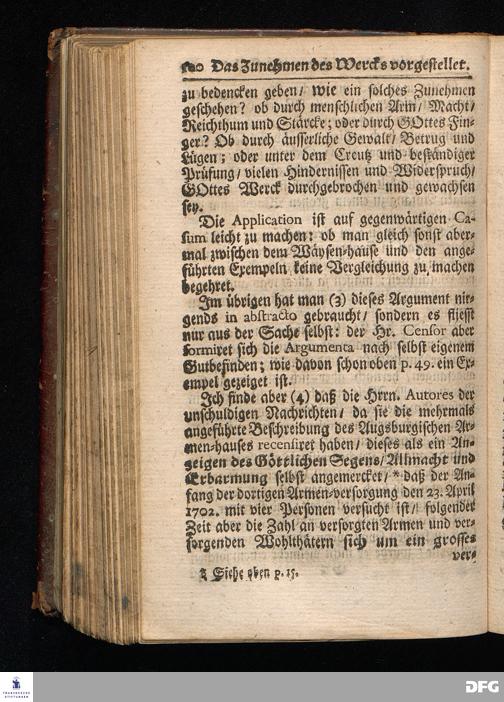 Das Zunehmen des Wercks vorgestellet.
zu bedencken geben/ wie ein solches Zunehmen
geschehen? ob durch menschlichen Arm/ Macht/
Reichthum und Stärcke; oder durch GOttes Fin-
ger? Ob durch äusserliche Gewalt/ Betrug und
Lügen; oder unter dem Creutz und beständiger
Prüfung/ vielen Hindernissen und Widerspruch/
GOttes Werck durchgebrochen und gewachsen
sey.
Die Application ist auf gegenwärtigen Ca-
sum leicht zu machen: ob man gleich sonst aber-
mal zwischen dem Wäysen-hause und den ange-
führten Exempeln keine Vergleichung zu machen
begehret.
Im übrigen hat man (3) dieses Argument nir-
gends in abstracto gebraucht/ sondern es fliesst
nur aus der Sache selbst: der Hr. Censor aber
formiret sich die Argumenta nach selbst eigenem
Gutbefinden; wie davon schon oben p. 49. ein Ex-
empel gezeiget ist.
Ich finde aber (4) daß die Hrrn. Autores der
unschuldigen Nachrichten/ da sie die mehrmals
angeführte Beschreibung des Augsburgischen Ar-
men-hauses recensiret haben/ dieses als ein An-
zeigen des Göttlichen Segens/ Allmacht und
Erbarmung selbst angemercket/ * daß der An-
fang der dortigen Armen-versorgung den 23. April
1702. mit vier Personen versucht ist/ folgender
Zeit aber die Zahl an versorgten Armen und ver-
sorgenden Wohlthätern sich um ein grosses
ver-
Siehe oben p. 15.
FRANCKESCHE
STIFTUNGEN
DFG